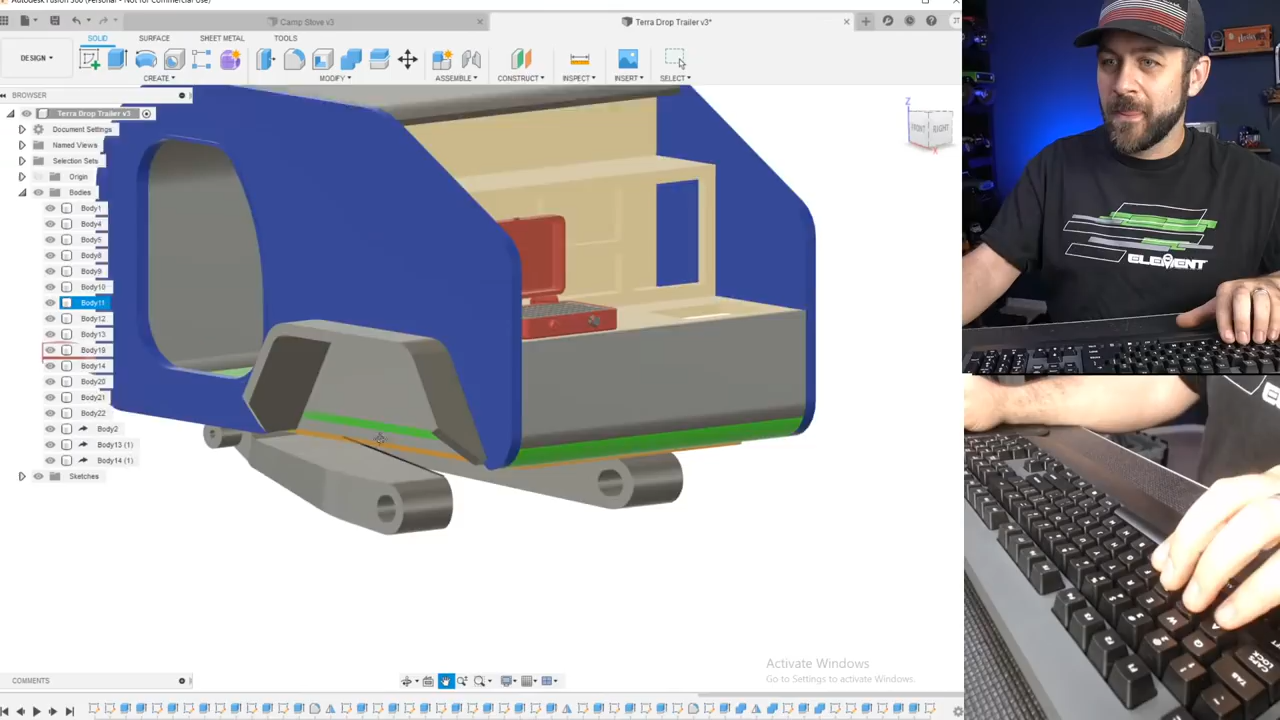 Autodesk Fusion 360 (Personal - Not for Commercial Use)
Camp Stove v3
Terra Drop Trailer v3*
SOLID
SURFACE
SHEET METAL
TOOLS
DESIGN
CREATE
MODIFY
ASSEMBLE
CONSTRUCT
INSPECT
INSERT
SELECT
BROWSER
Terra Drop Trailer v3
Document Settings
Named Views
Selection Sets
Origin
Bodies
Body1
Body4
Body5
Body8
Body9
Body10
Body11
Body12
Body13
Body19
Body14
Body20
Body21
Body22
Body2
Body13 (1)
Body14 (1)
Sketches
Z
FRONT
RIGHT
X
ELEMENT
Activate Windows
Go to Settings to activate Windows.
COMMENTS
CAPS
LOCK
TAB